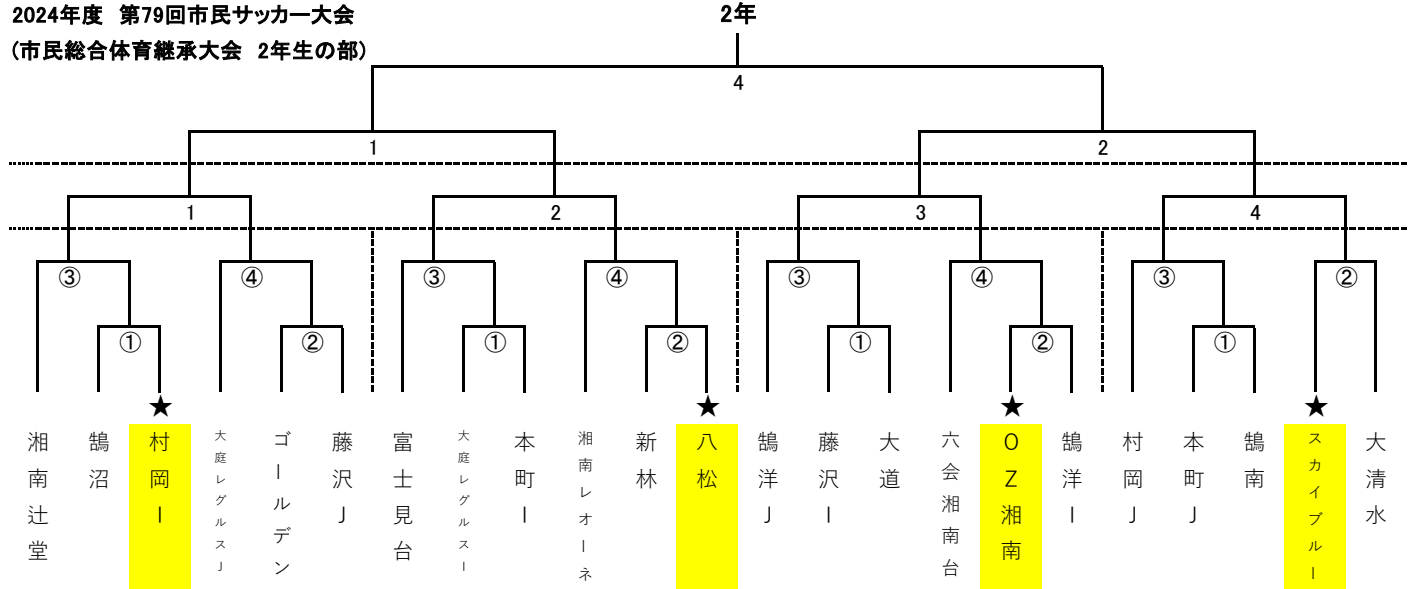 2024年度 第79回市民サッカー大会
2年
(市民総合体育継承大会 2年生の部)
4
1
2
1
2
3
4
③
④
③
④
③
④
③
②
①
②
①
②
①
②
①
★
★
★
★
湘南辻堂
鵠沼
村岡I
大庭レグルスJ
ゴールデン
藤沢J
富士見台
大庭レグルスI
本町I
湘南レオーネ
新林
八松
鵠洋J
藤沢I
大道
六会湘南台
OZ湘南
鵠洋I
村岡J
本町J
鵠南
スカイブルー
大清水